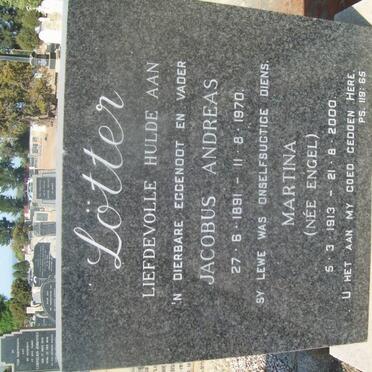 Lötter
LIEFDEVOLLE HULDE AAN
'N DIERBARE EGGENOOT EN VADER
JACOBUS ANDREAS
27·6·1891 – 11·8·1970.
SY LEWE WAS ONSELFSUGTIGE DIENS.
MARTINA
(NÉE ENGEL)
5·3·1913 – 21·8·2000.
U HET AAN MY GOED GEDOEN HERE.
PS. 119:65